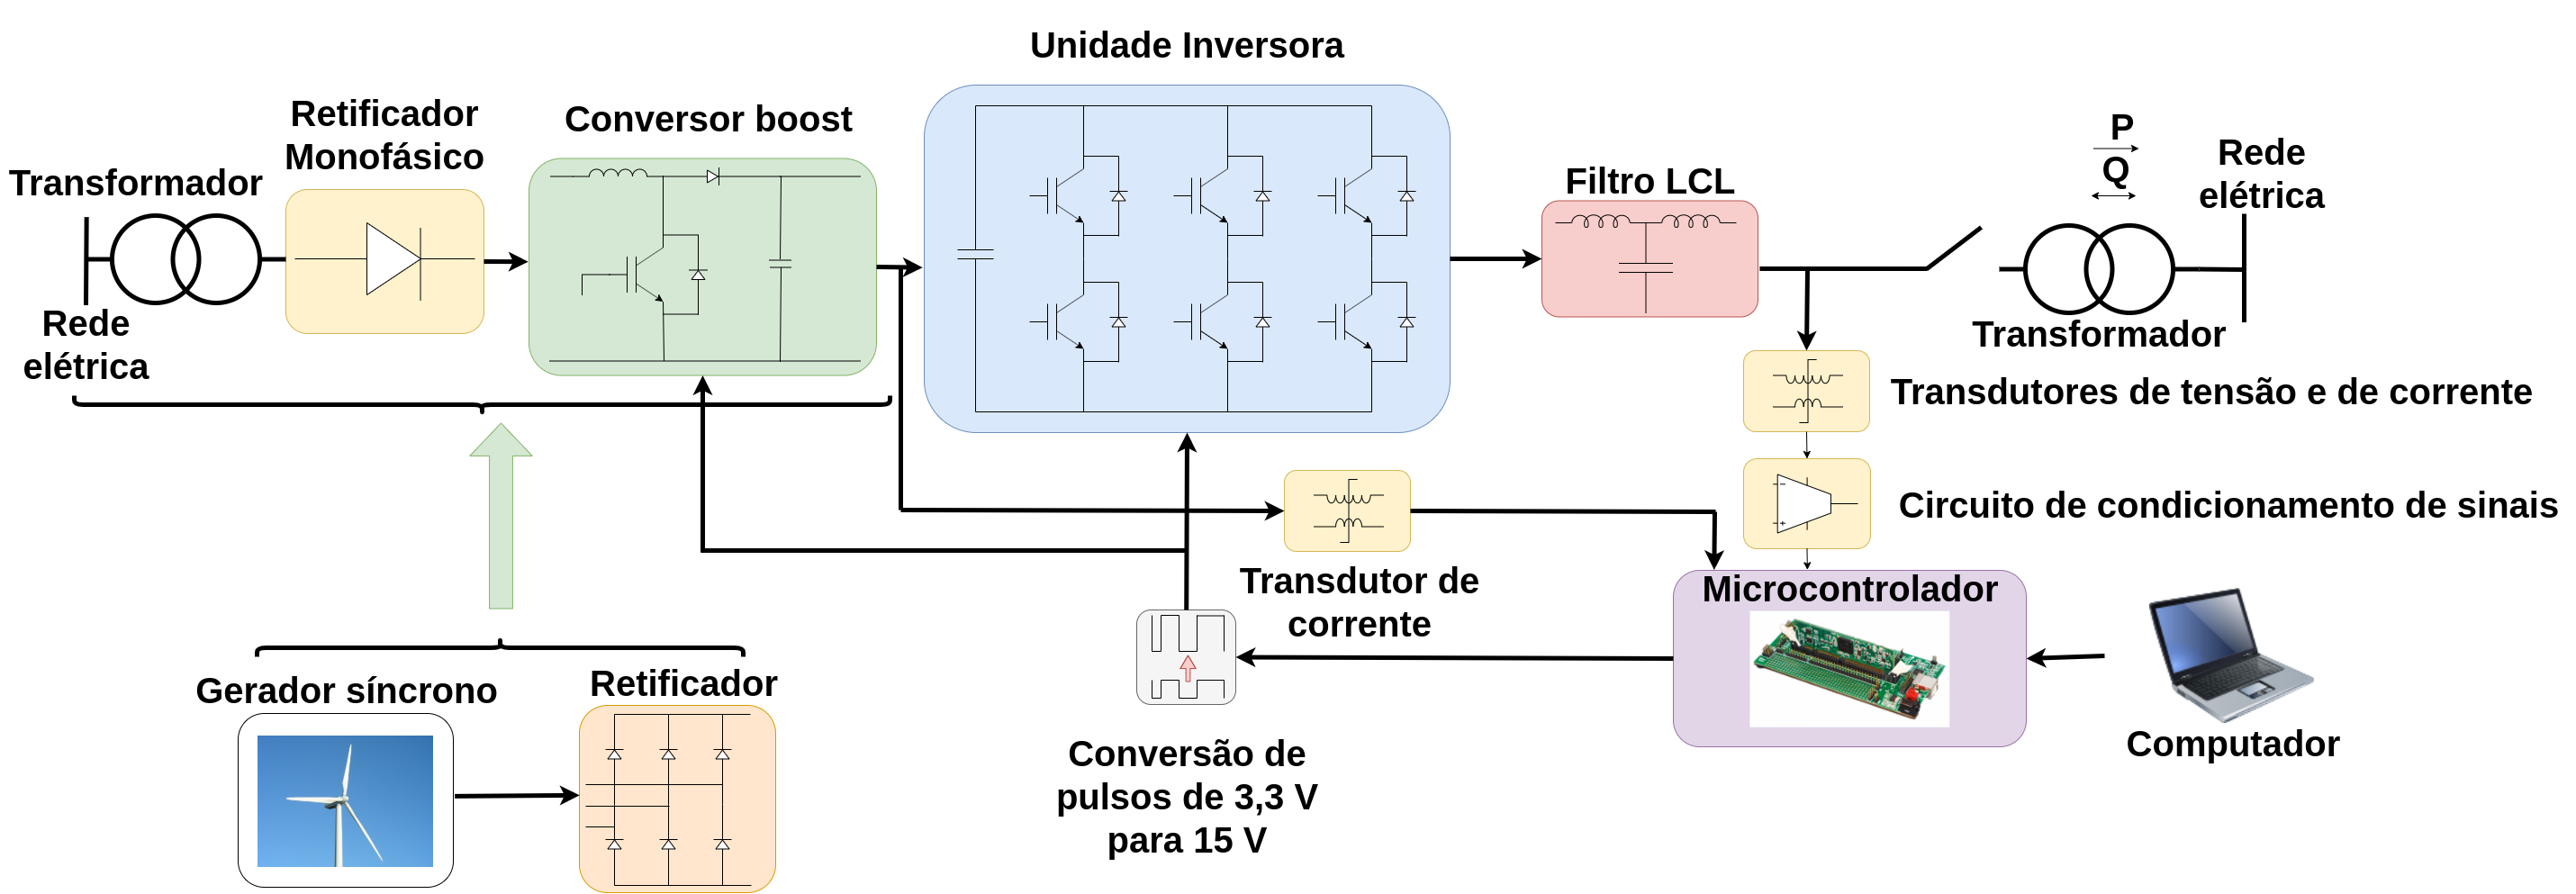 Unidade Inversora
Retificador
Monofásico
Conversor boost
Transformador
Rede
elétrica
Filtro LCL
P
Q
Rede
elétrica
Transformador
Transdutores de tensão e de corrente
Circuito de condicionamento de sinais
Transdutor de
corrente
Microcontrolador
Computador
Conversão de
pulsos de 3,3 V
para 15 V
Gerador síncrono
Retificador